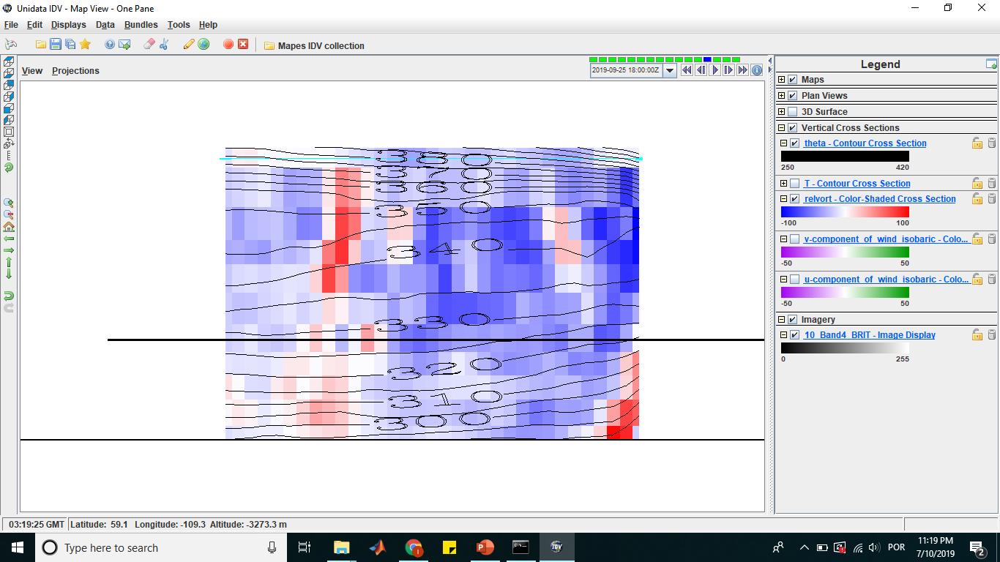 Unidata IDV - Map View - One Pane
File Edit Displays Data Bundles Tools Help
Mapes IDV collection
View Projections
2019-09-25 18:00:00Z
380
370
360
350
340
330
320
310
300
Legend
Maps
Plan Views
3D Surface
Vertical Cross Sections
theta - Contour Cross Section
250 420
T - Contour Cross Section
relvort - Color-Shaded Cross Section
-100 100
v-component_of_wind_isobaric - Colo...
-50 50
u-component_of_wind_isobaric - Colo...
-50 50
Imagery
10_Band4_BRIT - Image Display
0 255
03:19:25 GMT Latitude: 59.1 Longitude: -109.3 Altitude: -3273.3 m
Type here to search
IDV
POR
11:19 PM
7/10/2019
2